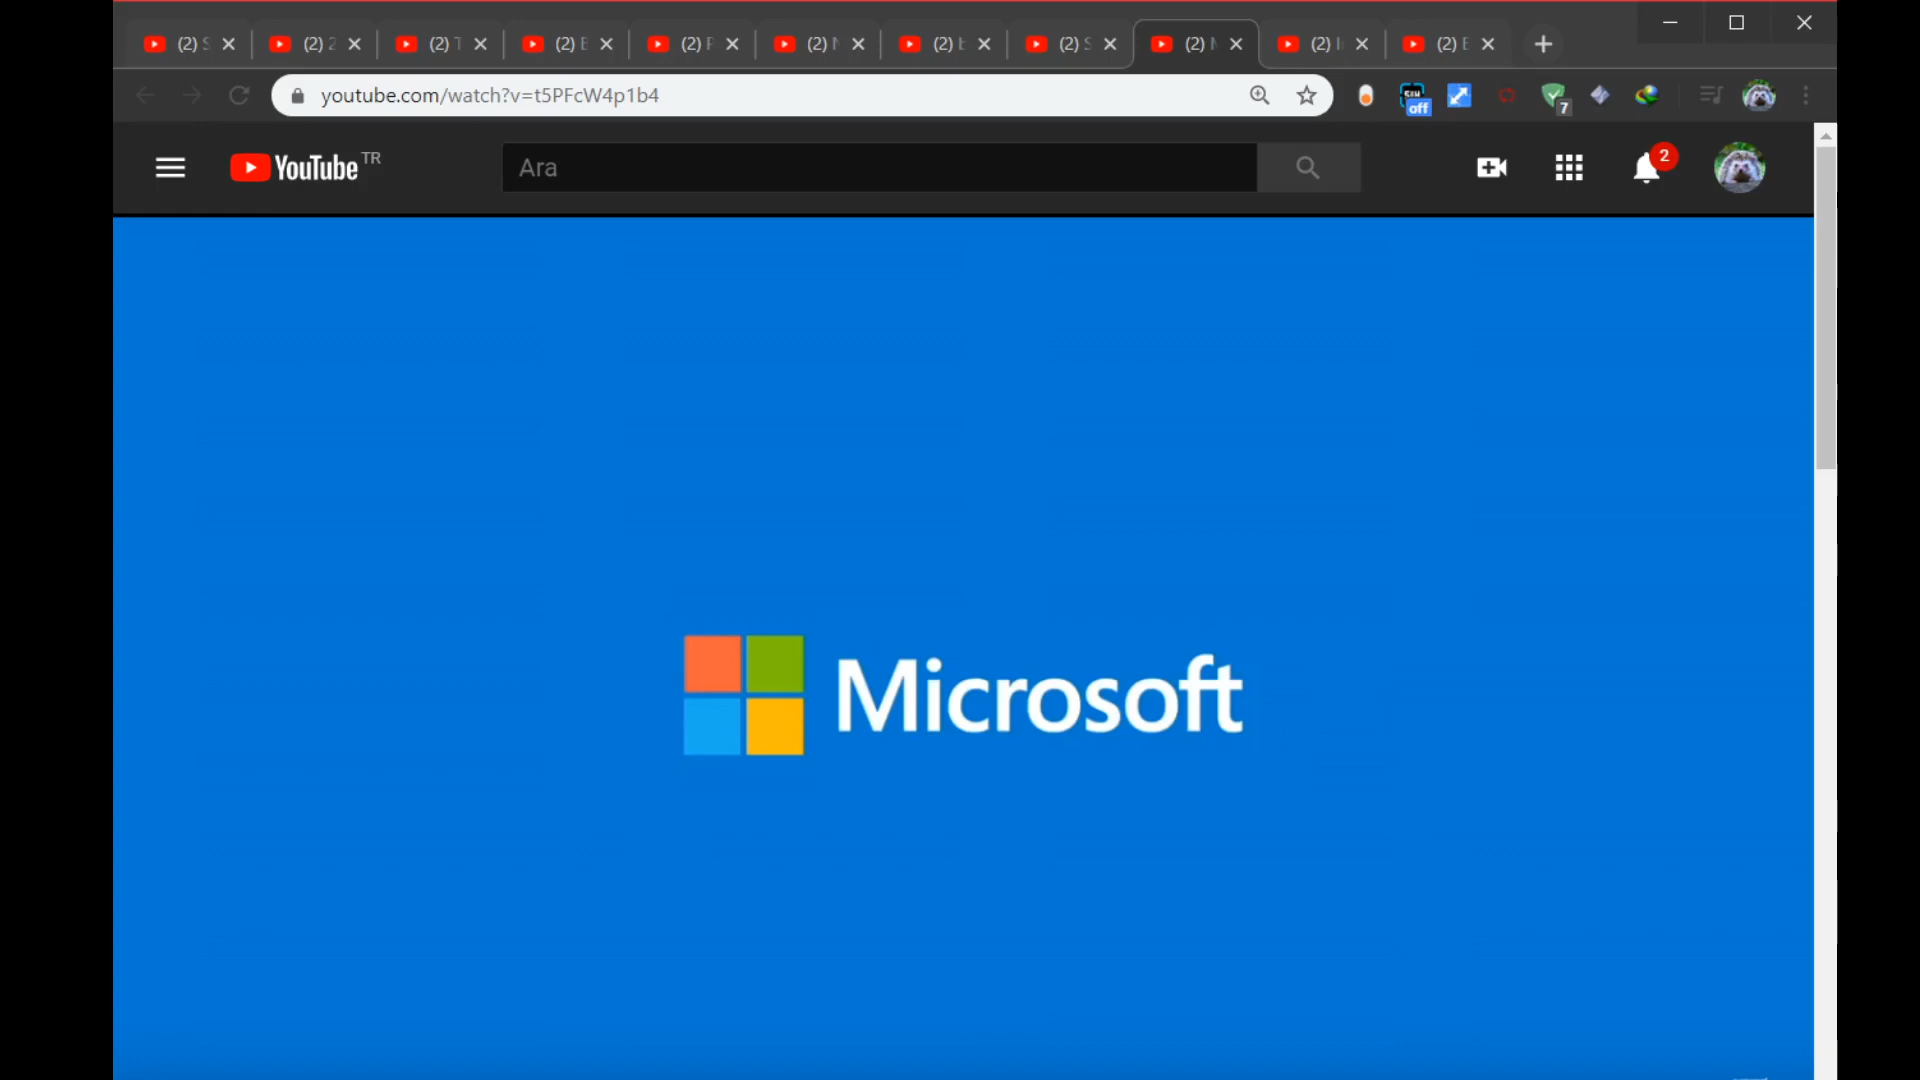 (2) S
(2) 2
(2) T
(2) E
(2) F
(2) N
(2) t
(2) S
(2) M
(2) I
(2) E
youtube.com/watch?v=t5PFcW4p1b4
off
7
YouTube TR
Ara
2
Microsoft